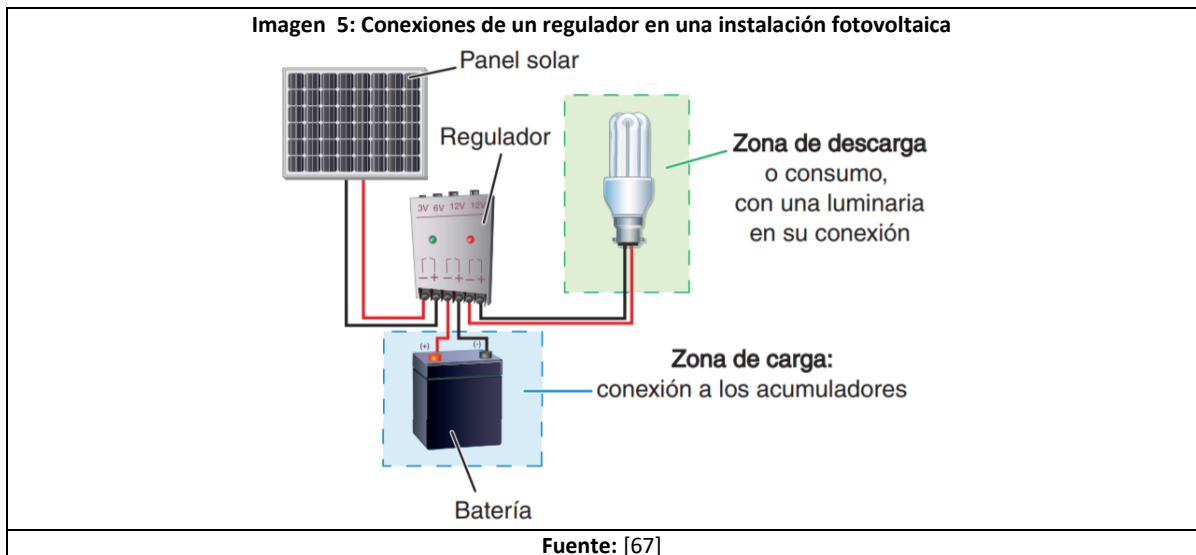 Imagen 5: Conexiones de un regulador en una instalación fotovoltaica
Panel solar
Regulador
3V 6V 12V 12V
− + − + − +
Zona de descarga
o consumo,
con una luminaria
en su conexión
(+) (-)
Zona de carga:
conexión a los acumuladores
Batería
Fuente: [67]